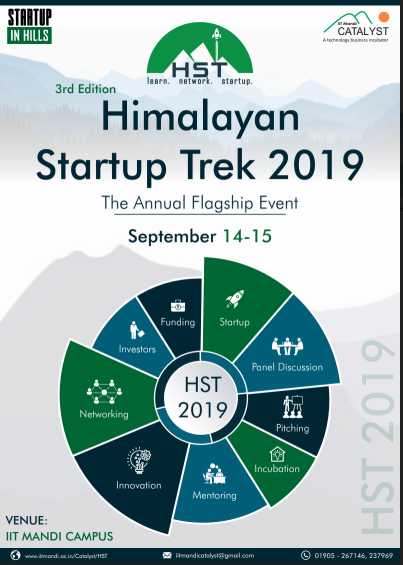 STARTUP
IN HILLS
IIT Mandi
CATALYST
A technology business incubator
HST
learn. network. startup.
3rd Edition
Himalayan
Startup Trek 2019
The Annual Flagship Event
September 14-15
Funding
Startup
Investors
Panel Discussion
HST
2019
Networking
Pitching
Incubation
Innovation
Mentoring
HST 2019
VENUE:
IIT MANDI CAMPUS
www.iitmandi.ac.in/Catalyst/HST
iitmandicatalyst@gmail.com
01905 - 267146, 237969